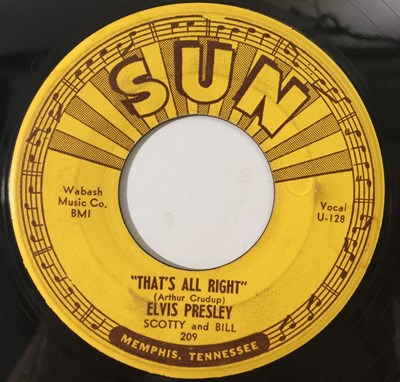 SUN
Wabash
Music Co.
BMI
Vocal
U-128
"THAT'S ALL RIGHT"
(Arthur Crudup)
ELVIS PRESLEY
SCOTTY and BILL
209
MEMPHIS, TENNESSEE